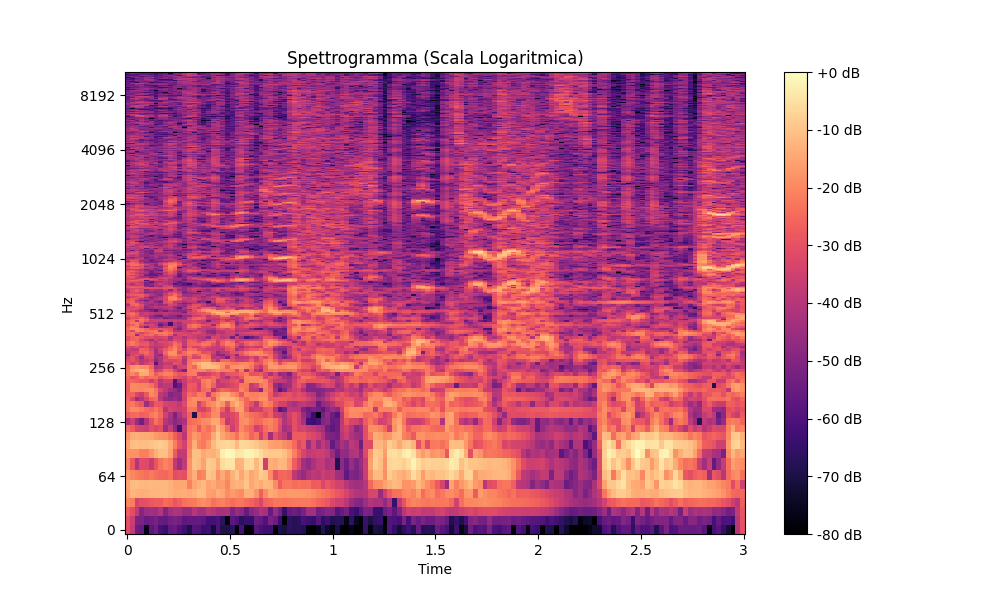 Spettrogramma (Scala Logaritmica)
Hz
8192
4096
2048
1024
512
256
128
64
0
0
0.5
1
1.5
2
2.5
3
Time
+0 dB
-10 dB
-20 dB
-30 dB
-40 dB
-50 dB
-60 dB
-70 dB
-80 dB